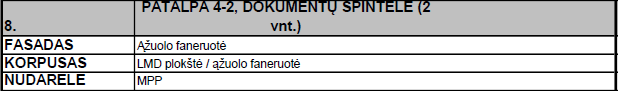 PATALPA 4-2, DOKUMENTŲ SPINTELĖ (2
8. vnt.)
FASADAS Ąžuolo faneruotė
KORPUSAS LMD plokštė / ąžuolo faneruotė
NUDARELĖ MPP